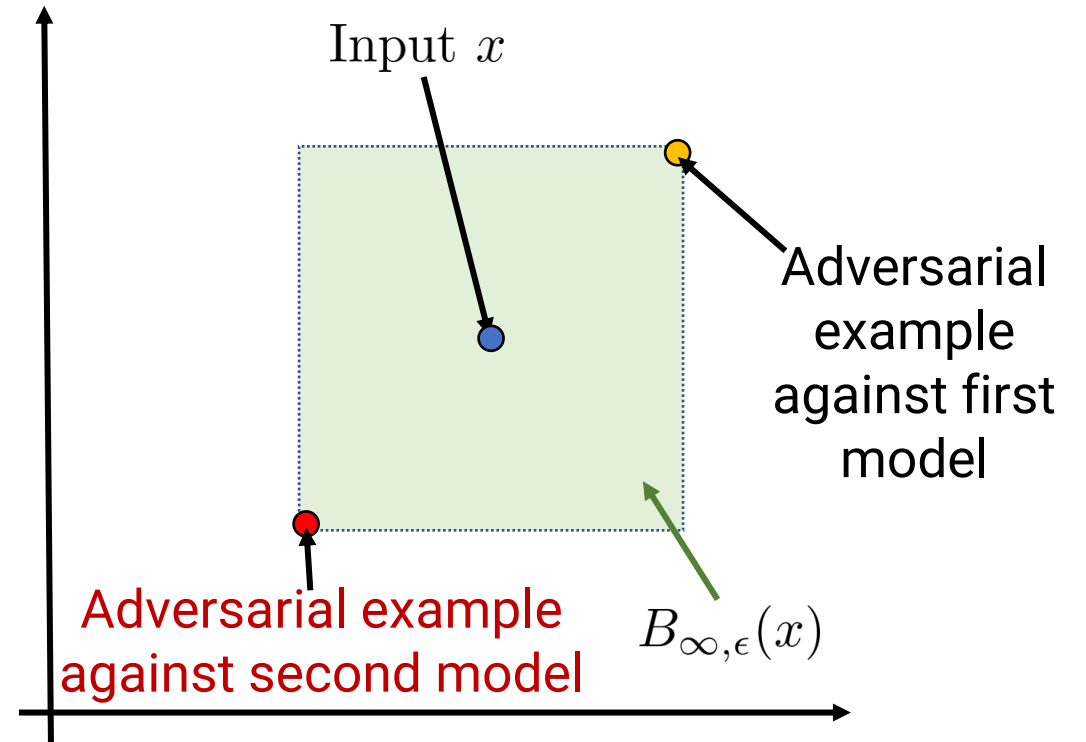 Input x
Adversarial
example
against first
model
Adversarial example
against second model
B∞,ϵ(x)